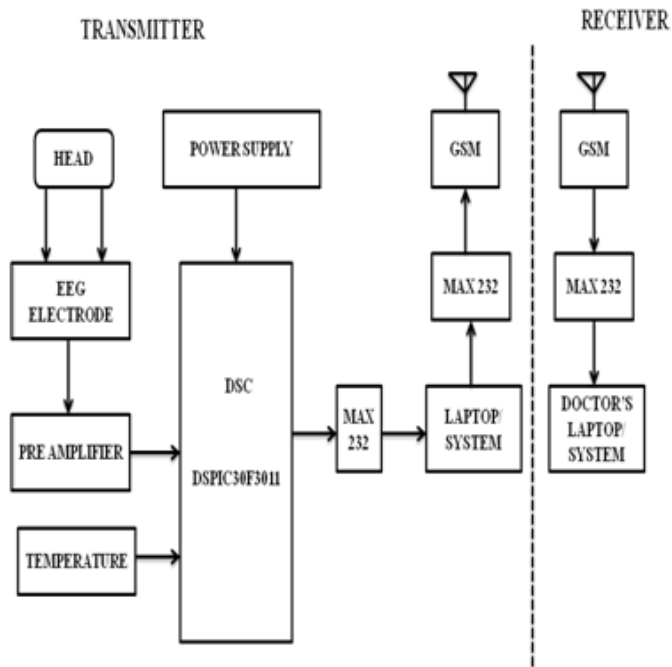 TRANSMITTER
RECEIVER
HEAD
POWER SUPPLY
GSM
GSM
EEG
ELECTRODE
MAX 232
MAX 232
DSC
DSPIC30F3011
PRE AMPLIFIER
MAX
232
LAPTOP/
SYSTEM
DOCTOR'S
LAPTOP/
SYSTEM
TEMPERATURE